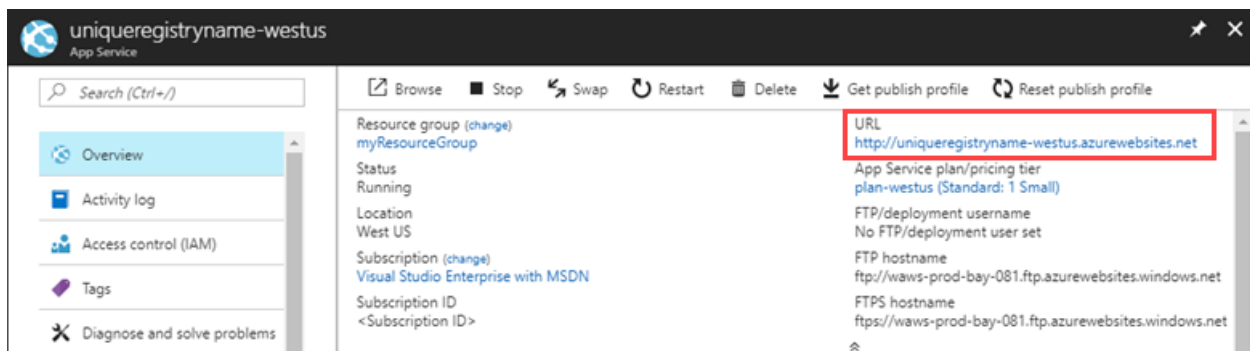 uniqueregistryname-westus
App Service
Search (Ctrl+/)
Overview
Activity log
Access control (IAM)
Tags
Diagnose and solve problems
Browse Stop Swap Restart Delete Get publish profile Reset publish profile
Resource group (change)
myResourceGroup
Status
Running
Location
West US
Subscription (change)
Visual Studio Enterprise with MSDN
Subscription ID
<Subscription ID>
URL
http://uniqueregistryname-westus.azurewebsites.net
App Service plan/pricing tier
plan-westus (Standard: 1 Small)
FTP/deployment username
No FTP/deployment user set
FTP hostname
ftp://waws-prod-bay-081.ftp.azurewebsites.windows.net
FTPS hostname
ftps://waws-prod-bay-081.ftp.azurewebsites.windows.net